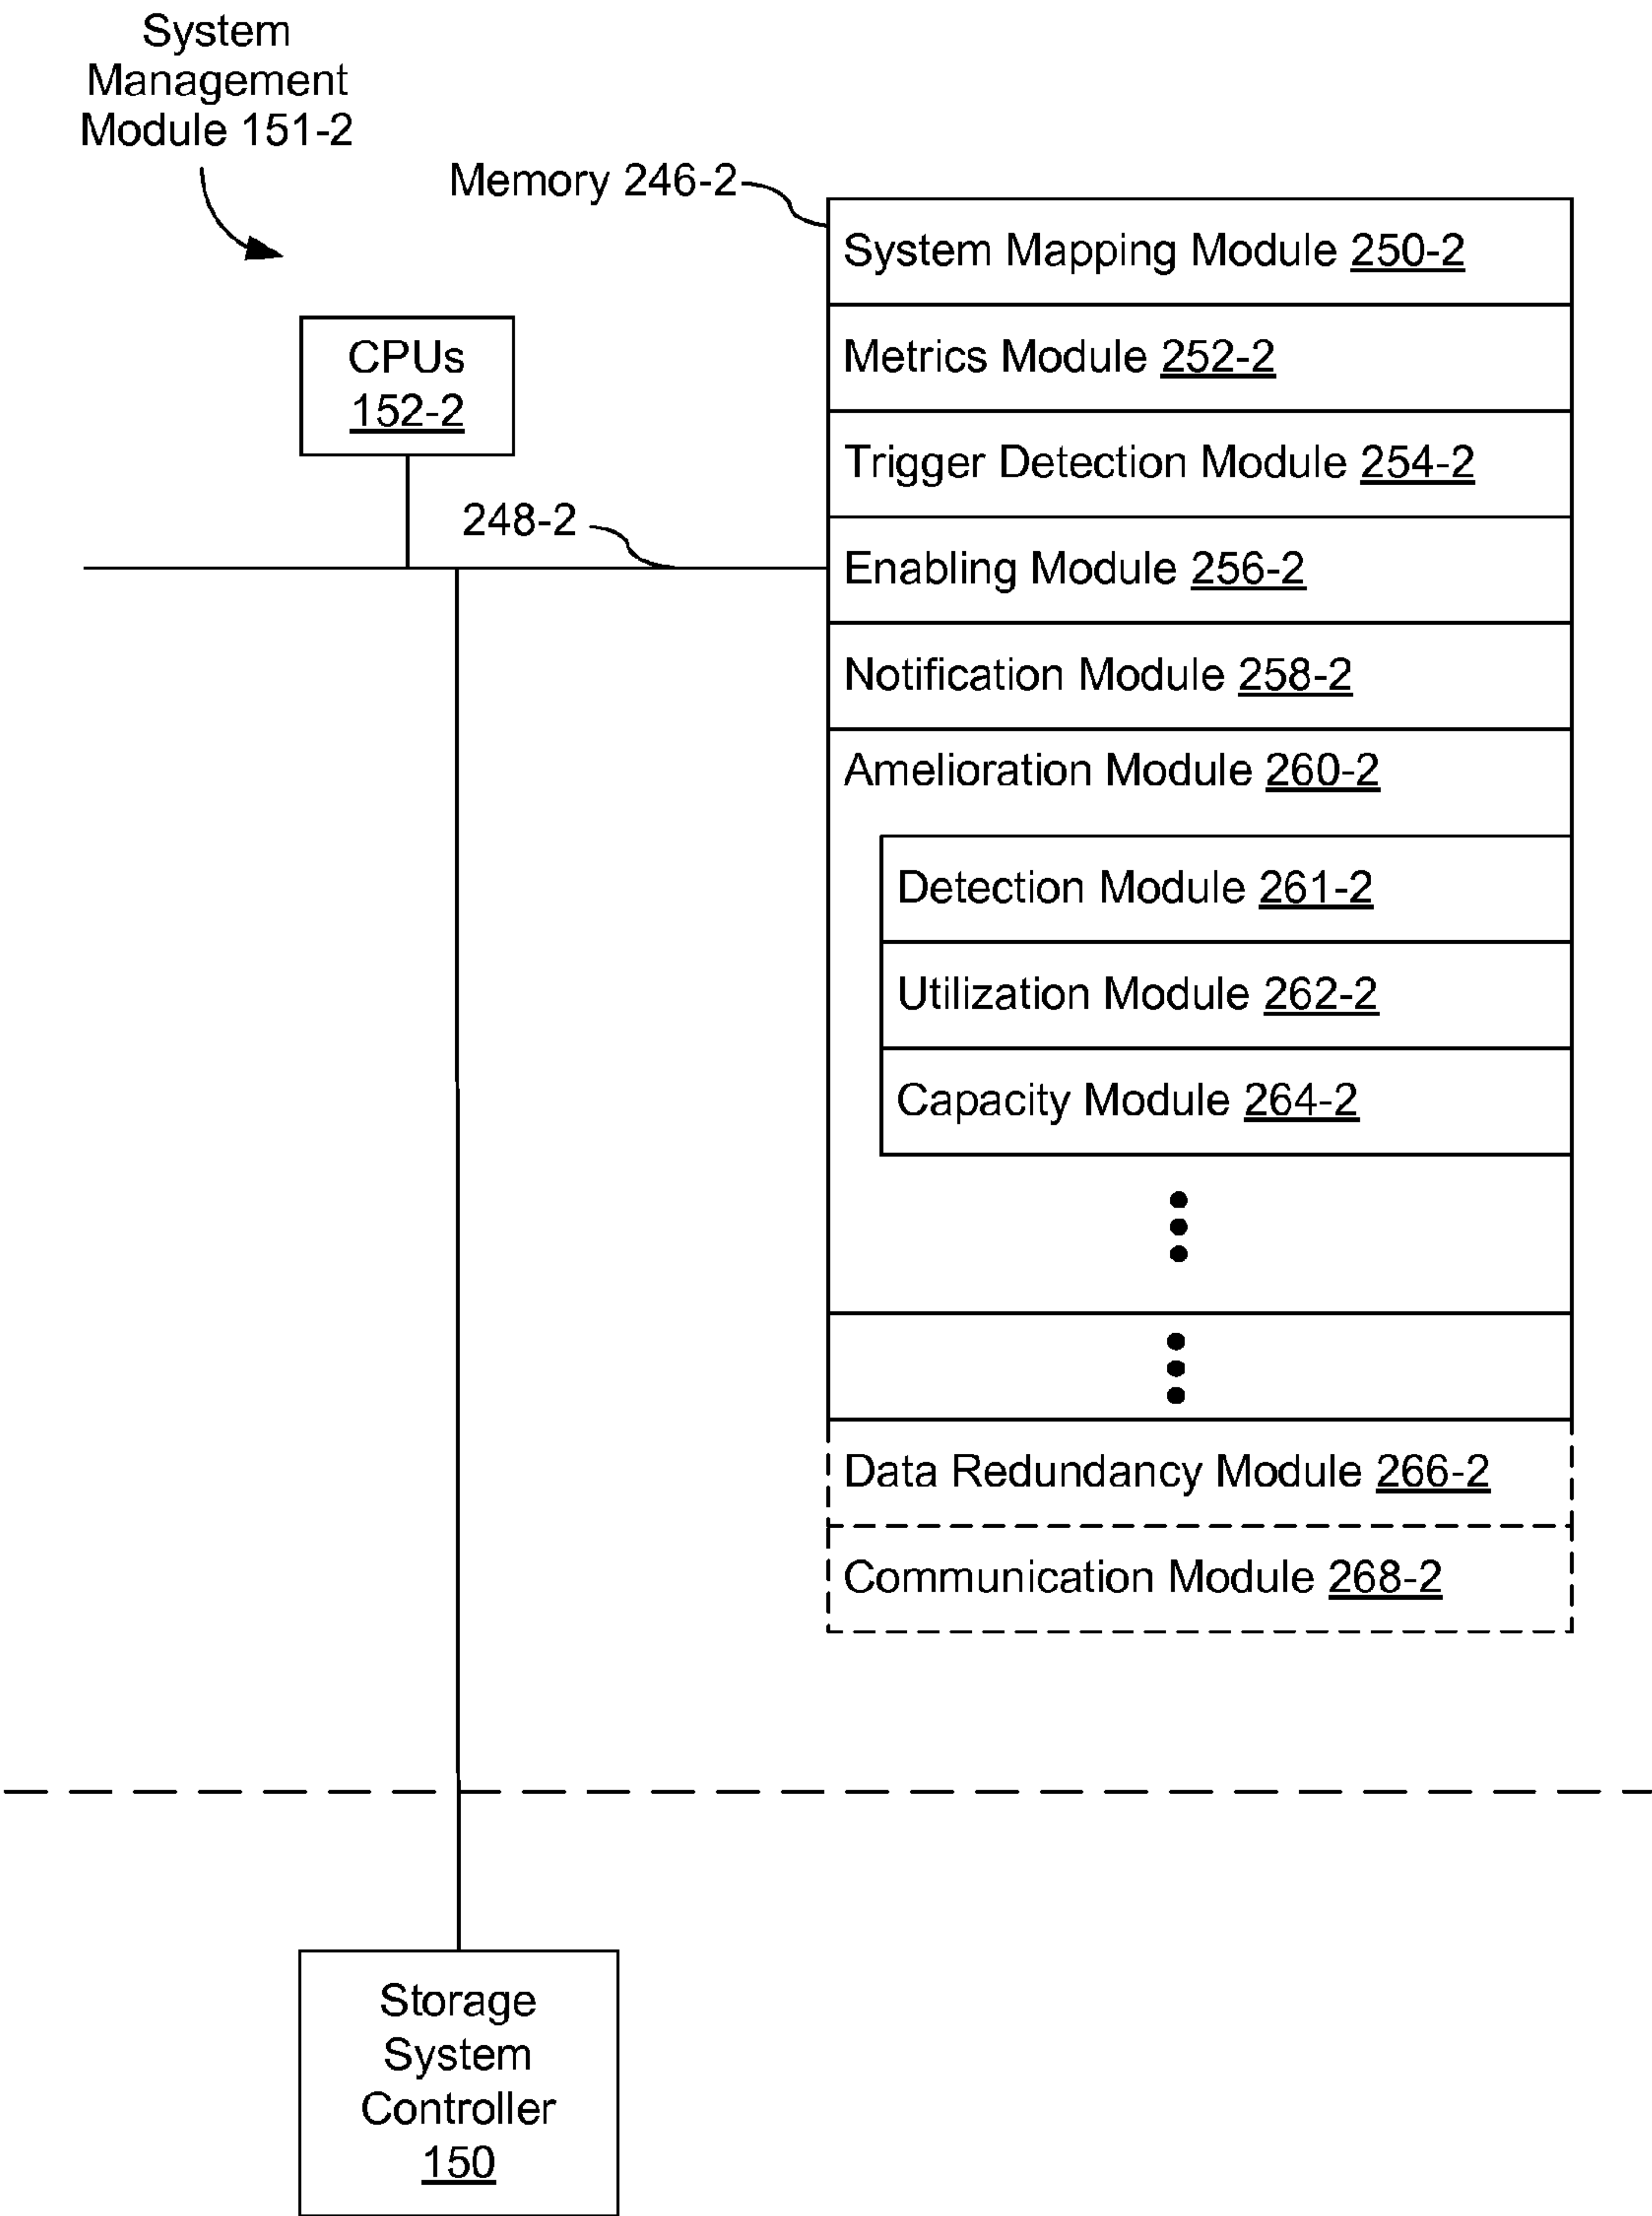 System
Management
Module 151-2
Memory 246-2
System Mapping Module 250-2
CPUs
152-2
Metrics Module 252-2
Trigger Detection Module 254-2
248-2
Enabling Module 256-2
Notification Module 258-2
Amelioration Module 260-2
Detection Module 261-2
Utilization Module 262-2
Capacity Module 264-2
Data Redundancy Module 266-2
Communication Module 268-2
Storage
System
Controller
150